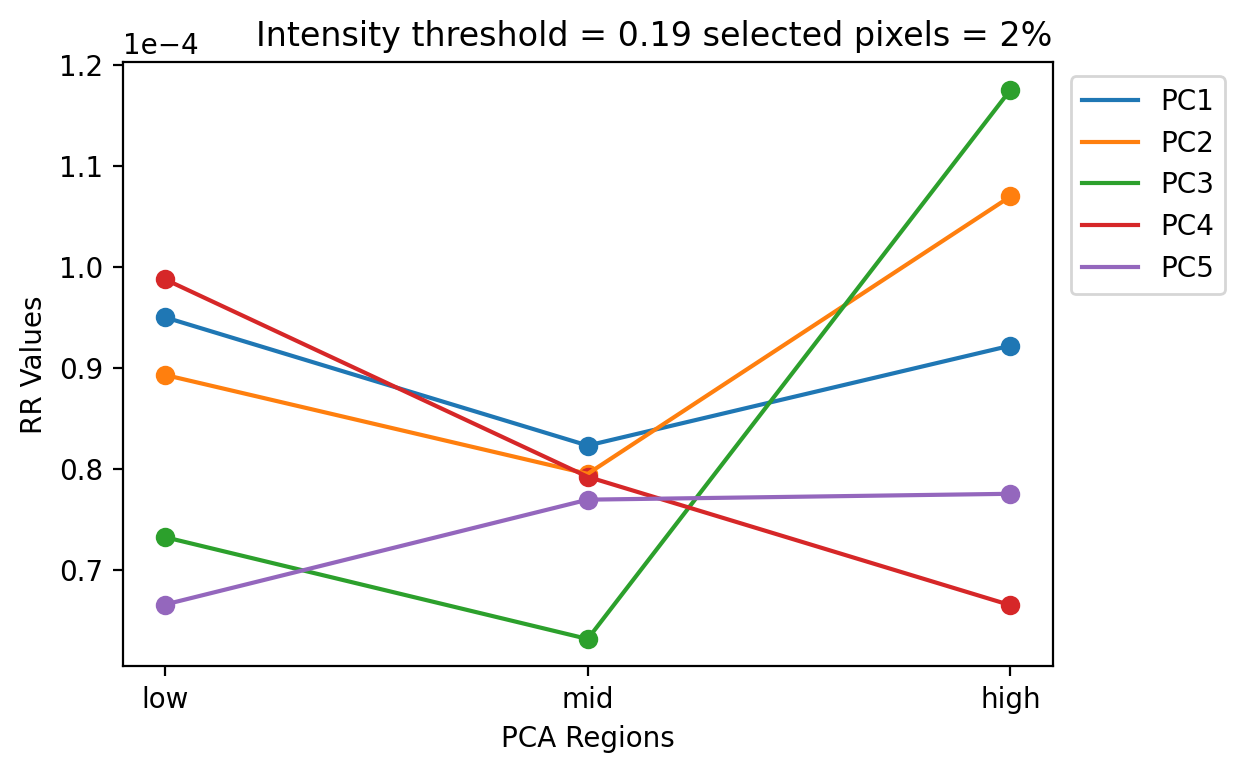 Intensity threshold = 0.19 selected pixels = 2%
1e−4
1.2
1.1
1.0
0.9
0.8
0.7
RR Values
low
mid
high
PCA Regions
PC1
PC2
PC3
PC4
PC5